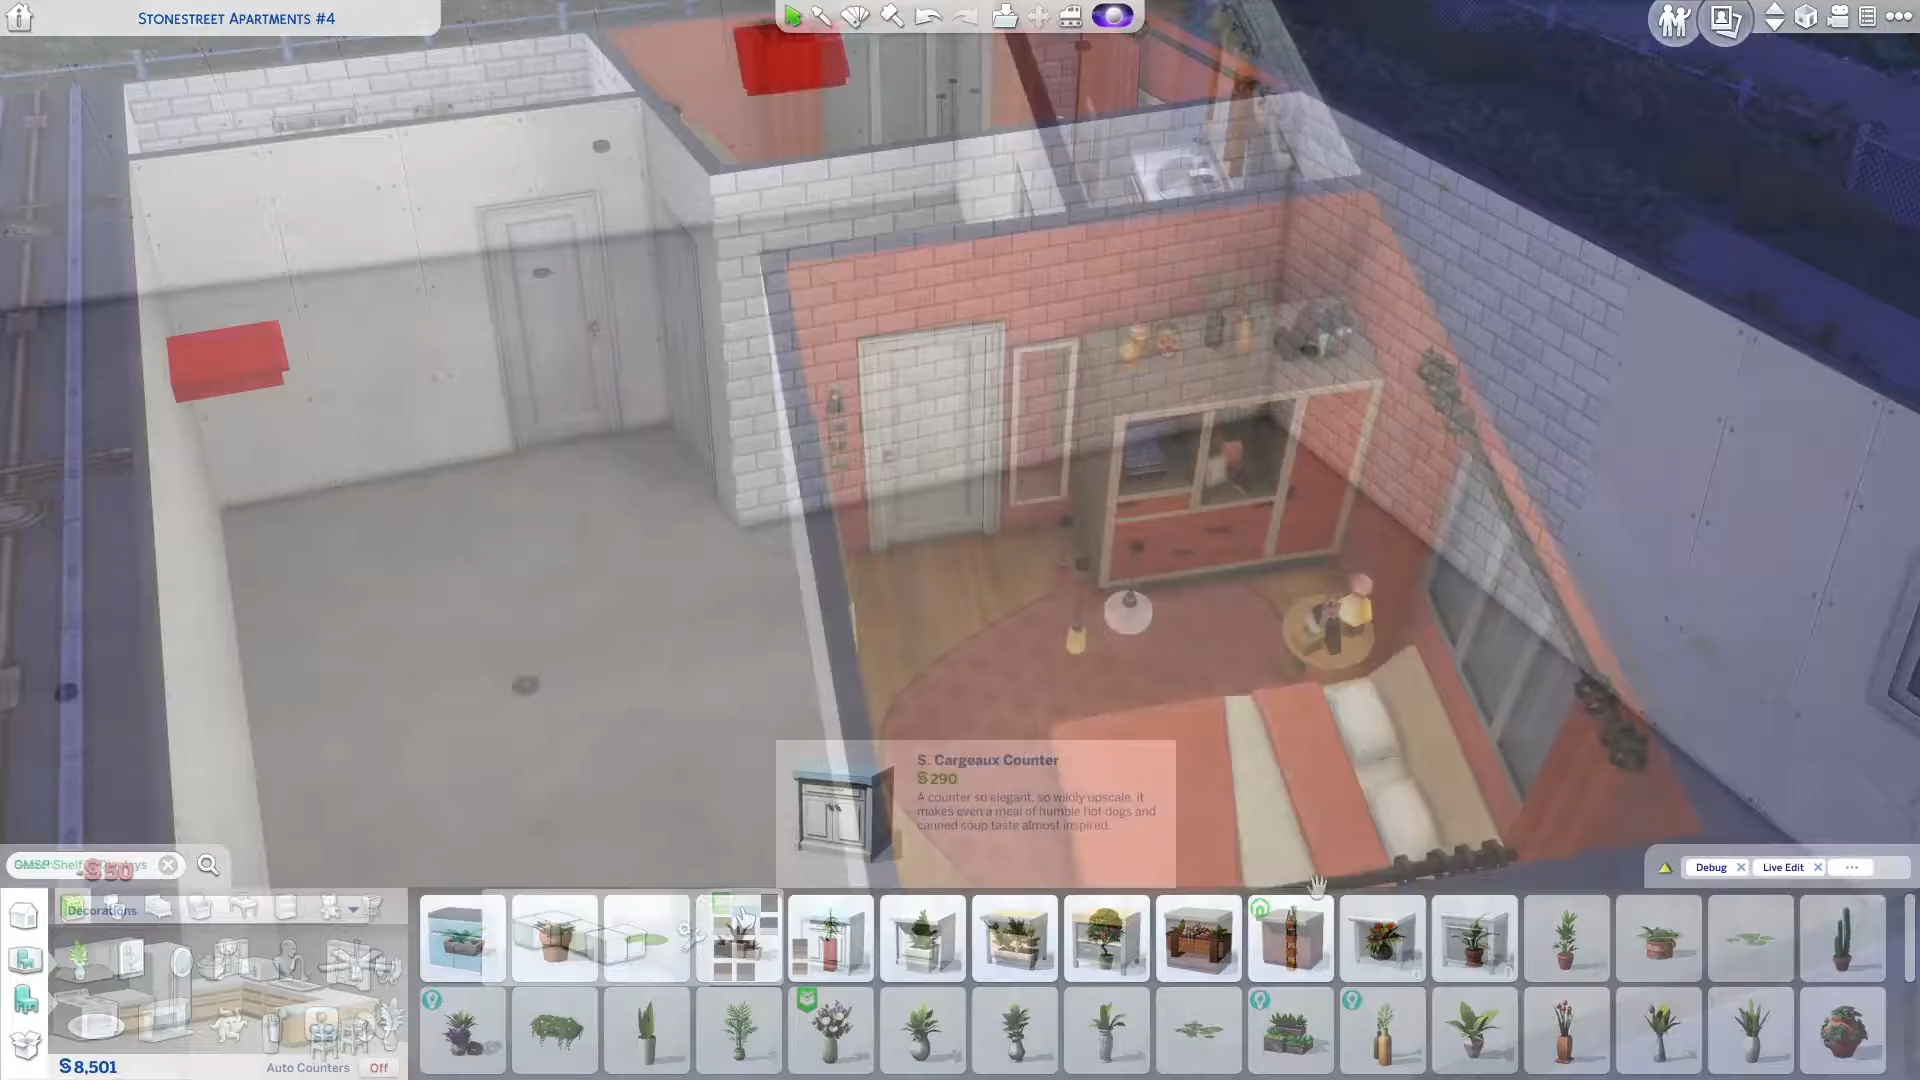 Stonestreet Apartments #4
S. Cargeaux Counter
§290
A counter so elegant, so wildly upscale, it
makes even a meal of humble hot dogs and
canned soup taste almost inspired.
-§50
Debug
Live Edit
Decorations
§8,501
Auto Counters
Off